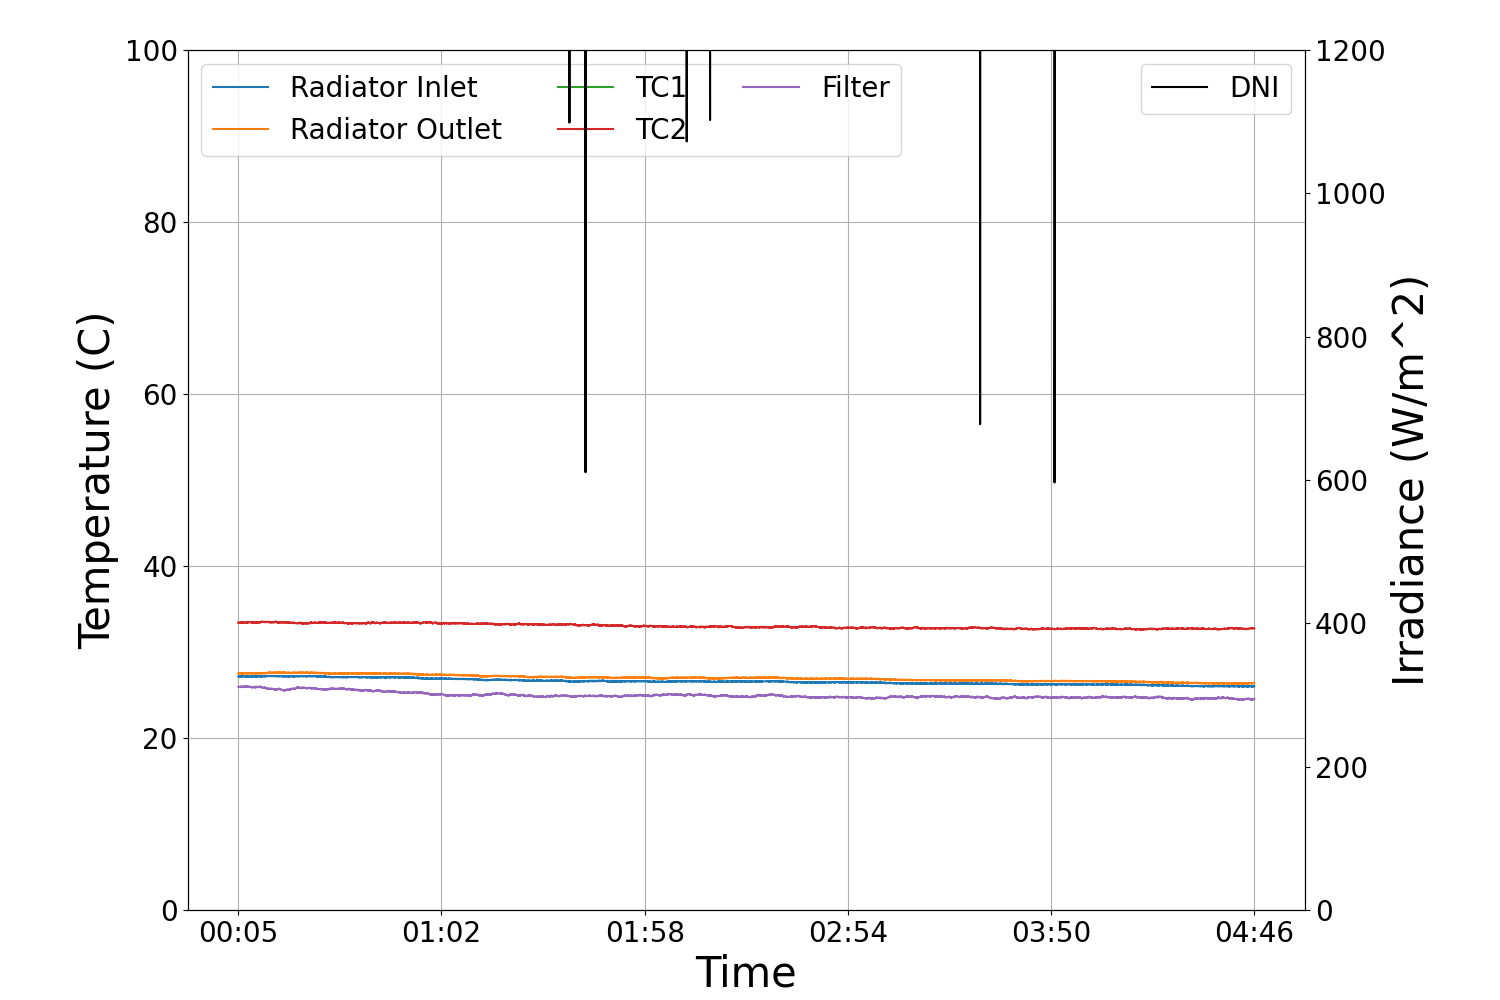 100
80
60
40
20
0
Temperature (C)
Radiator Inlet
Radiator Outlet
TC1
TC2
Filter
DNI
1200
1000
800
600
400
200
0
Irradiance (W/m^2)
00:05
01:02
01:58
02:54
03:50
04:46
Time